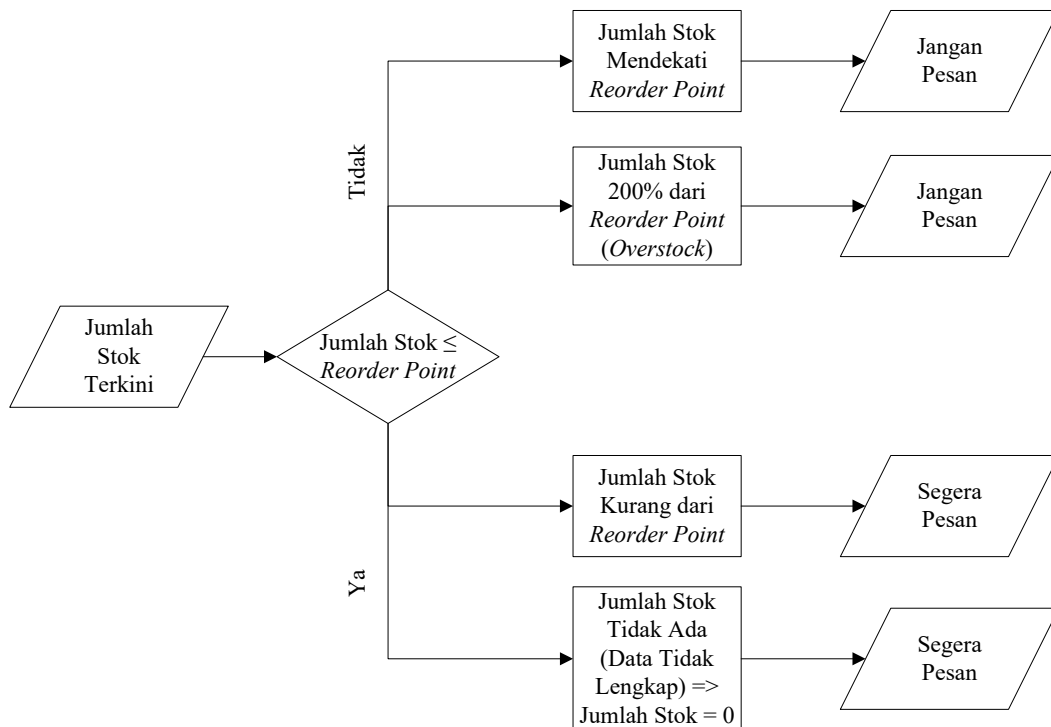 Jumlah Stok
Mendekati
Reorder Point
Jangan
Pesan
Tidak
Jumlah Stok
200% dari
Reorder Point
(Overstock)
Jangan
Pesan
Jumlah
Stok
Terkini
Jumlah Stok ≤
Reorder Point
Jumlah Stok
Kurang dari
Reorder Point
Segera
Pesan
Ya
Jumlah Stok
Tidak Ada
(Data Tidak
Lengkap) =>
Jumlah Stok = 0
Segera
Pesan